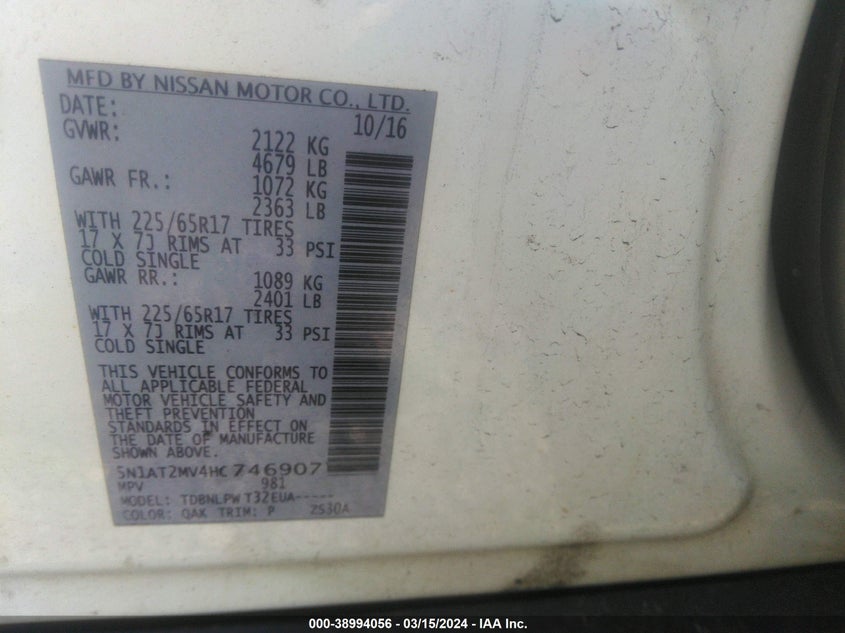 MFD BY NISSAN MOTOR CO., LTD.
DATE: 10/16
GVWR: 2122 KG
4679 LB
GAWR FR.: 1072 KG
2363 LB
WITH 225/65R17 TIRES
17 X 7J RIMS AT 33 PSI
COLD SINGLE
GAWR RR.: 1089 KG
2401 LB
WITH 225/65R17 TIRES
17 X 7J RIMS AT 33 PSI
COLD SINGLE
THIS VEHICLE CONFORMS TO
ALL APPLICABLE FEDERAL
MOTOR VEHICLE SAFETY AND
THEFT PREVENTION
STANDARDS IN EFFECT ON
THE DATE OF MANUFACTURE
SHOWN ABOVE.
5N1AT2MV4HC746907
MPV 981
MODEL: TDBNLPW T32EUA-----
COLOR: QAK TRIM: P 2S30A
000-38994056 - 03/15/2024 - IAA Inc.